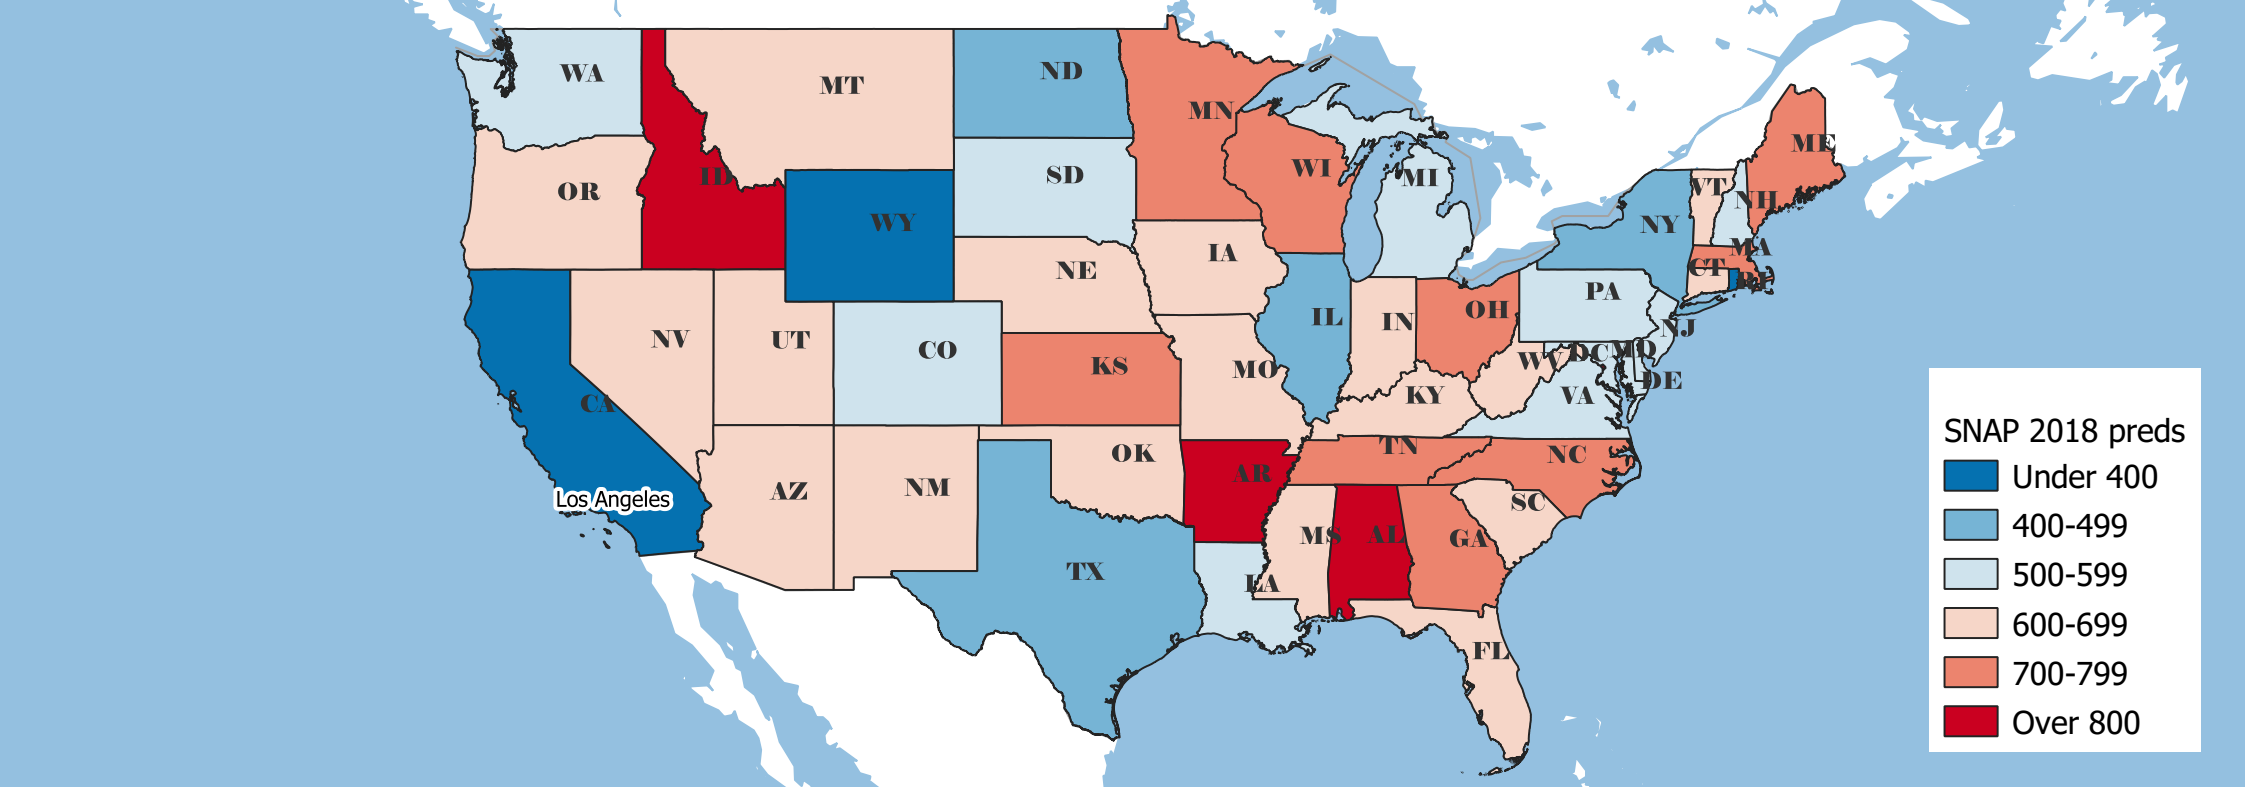 WA
MT
ND
MN
ME
OR
ID
SD
WI
MI
VT
NH
WY
NY
MA
NE
IA
CT
RI
PA
NV
UT
CO
KS
MO
IL
IN
OH
NJ
WV
DC
MD
DE
CA
KY
VA
Los Angeles
AZ
NM
OK
AR
TN
NC
SC
TX
LA
MS
AL
GA
FL
SNAP 2018 preds
Under 400
400-499
500-599
600-699
700-799
Over 800